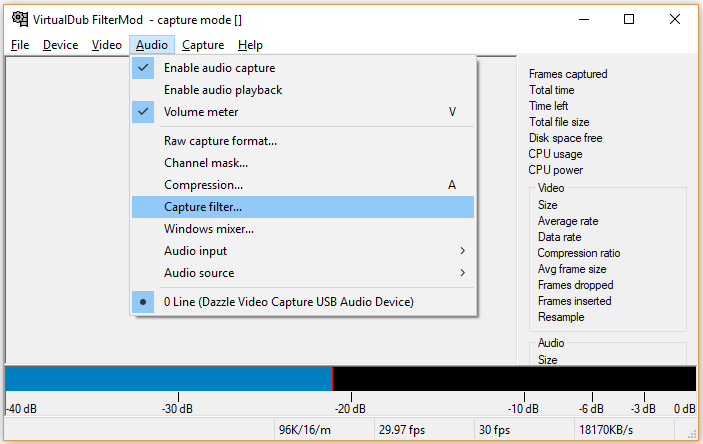 VirtualDub FilterMod - capture mode []
File Device Video Audio Capture Help
Enable audio capture
Enable audio playback
Volume meter V
Raw capture format...
Channel mask...
Compression... A
Capture filter...
Windows mixer...
Audio input
Audio source
0 Line (Dazzle Video Capture USB Audio Device)
Frames captured
Total time
Time left
Total file size
Disk space free
CPU usage
CPU power
Video
Size
Average rate
Data rate
Compression ratio
Avg frame size
Frames dropped
Frames inserted
Resample
Audio
Size
-40 dB -30 dB -20 dB -10 dB -6 dB -3 dB 0 dB
96K/16/m 29.97 fps 30 fps 18170KB/s